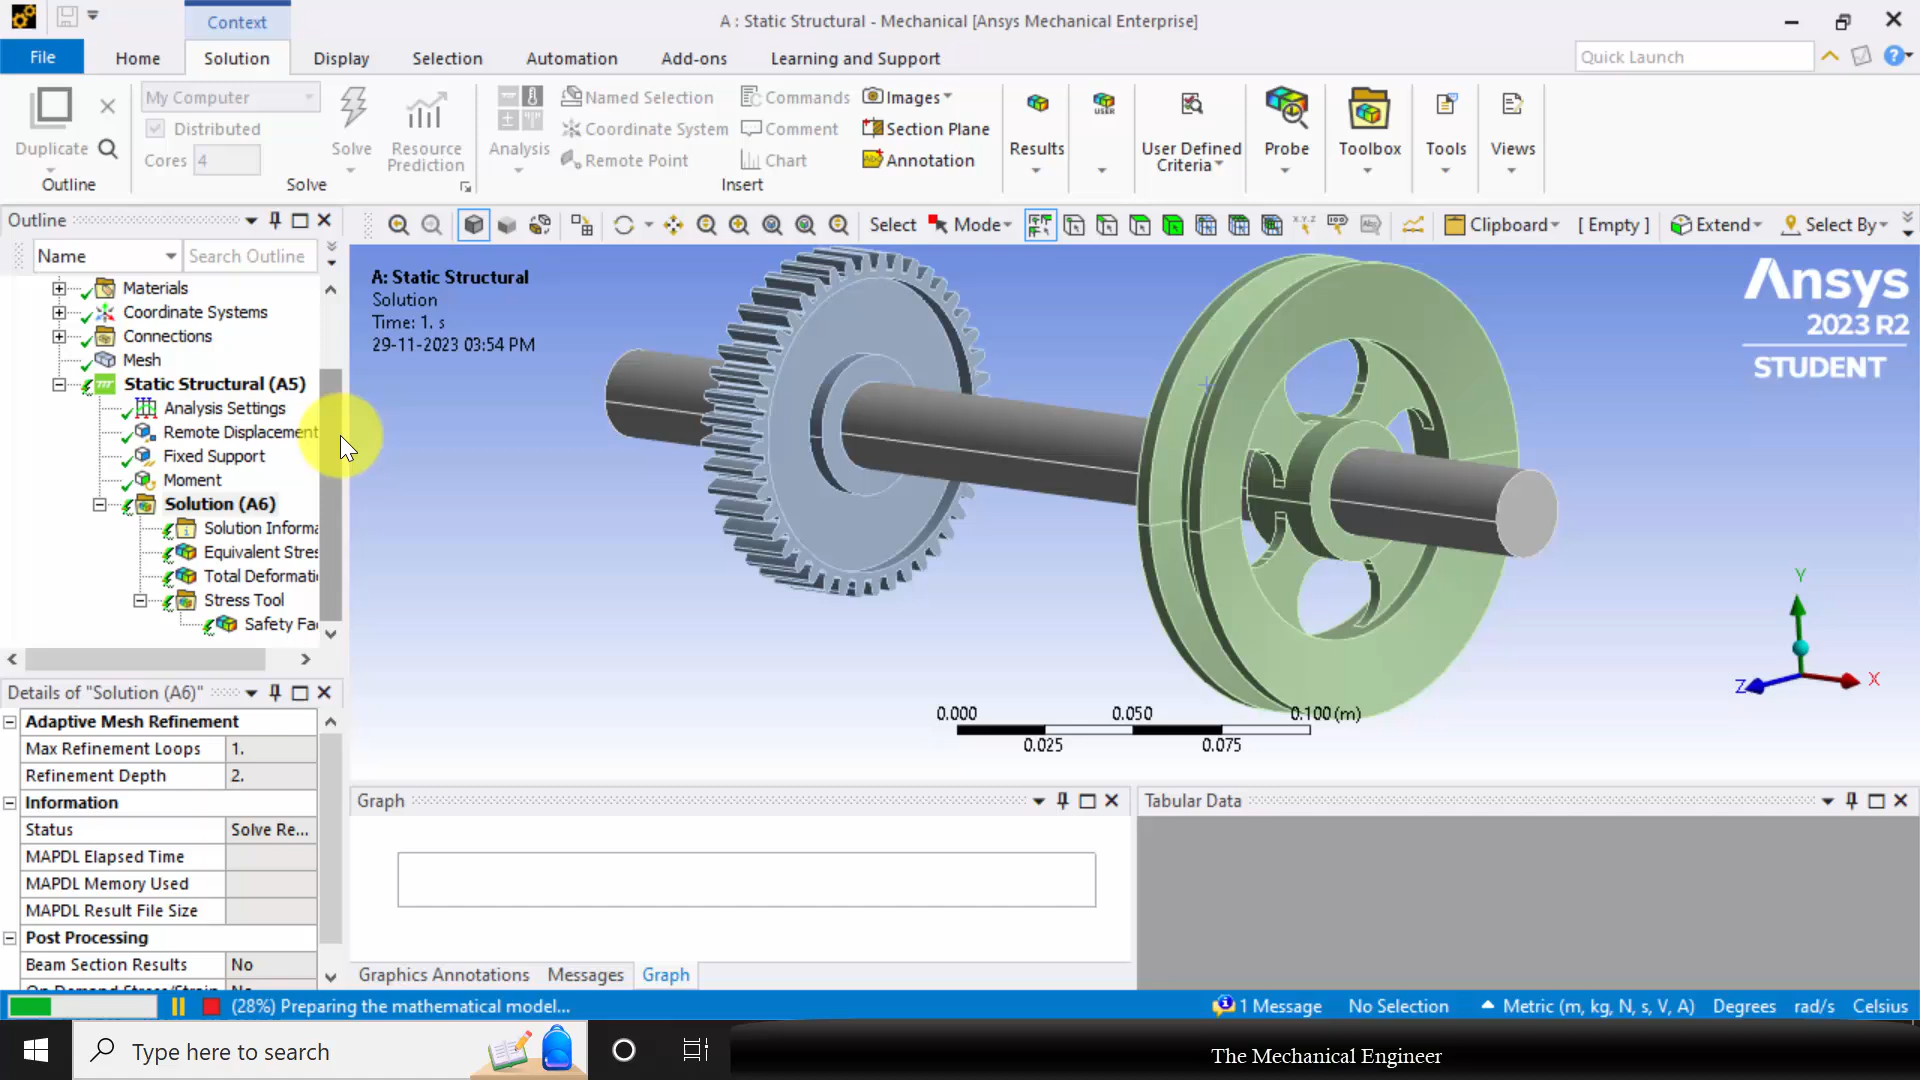 Context
A : Static Structural - Mechanical [Ansys Mechanical Enterprise]
File
Home
Solution
Display
Selection
Automation
Add-ons
Learning and Support
Quick Launch
Duplicate
Outline
My Computer
Distributed
Cores
4
Solve
Resource
Prediction
Solve
Analysis
Named Selection
Coordinate System
Remote Point
Commands
Comment
Chart
Images
Section Plane
Annotation
Insert
Results
USER
User Defined
Criteria
Probe
Toolbox
Tools
Views
Outline
Name
Search Outline
Select
Mode
X,Y,Z
Clipboard
[ Empty ]
Extend
Select By
Materials
Coordinate Systems
Connections
Mesh
Static Structural (A5)
Analysis Settings
Remote Displacement
Fixed Support
Moment
Solution (A6)
Solution Informa
Equivalent Stres
Total Deformati
Stress Tool
Safety Fa
A: Static Structural
Solution
Time: 1. s
29-11-2023 03:54 PM
Ansys
2023 R2
STUDENT
Y
Z
X
0.000
0.050
0.100 (m)
0.025
0.075
Details of "Solution (A6)"
Adaptive Mesh Refinement
Max Refinement Loops 1.
Refinement Depth 2.
Information
Status Solve Re...
MAPDL Elapsed Time
MAPDL Memory Used
MAPDL Result File Size
Post Processing
Beam Section Results No
Graph
Tabular Data
Graphics Annotations
Messages
Graph
(28%) Preparing the mathematical model...
1 Message
No Selection
Metric (m, kg, N, s, V, A)
Degrees
rad/s
Celsius
Type here to search
The Mechanical Engineer